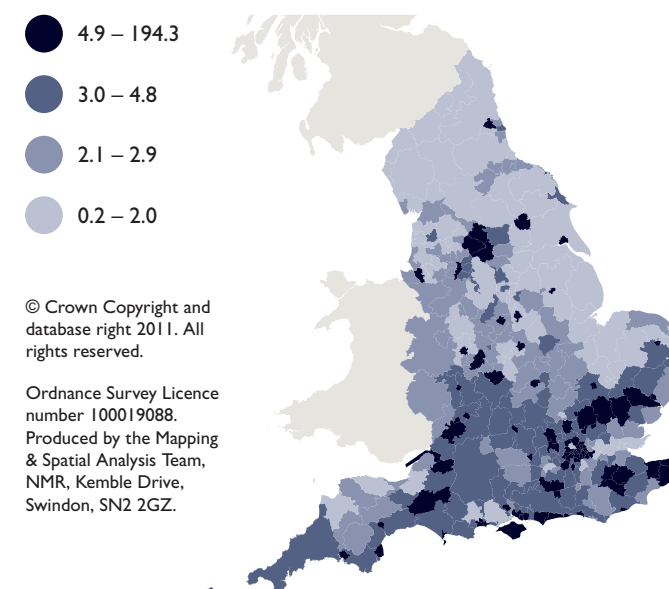 4.9 – 194.3
3.0 – 4.8
2.1 – 2.9
0.2 – 2.0
© Crown Copyright and
database right 2011. All
rights reserved.
Ordnance Survey Licence
number 100019088.
Produced by the Mapping
& Spatial Analysis Team,
NMR, Kemble Drive,
Swindon, SN2 2GZ.